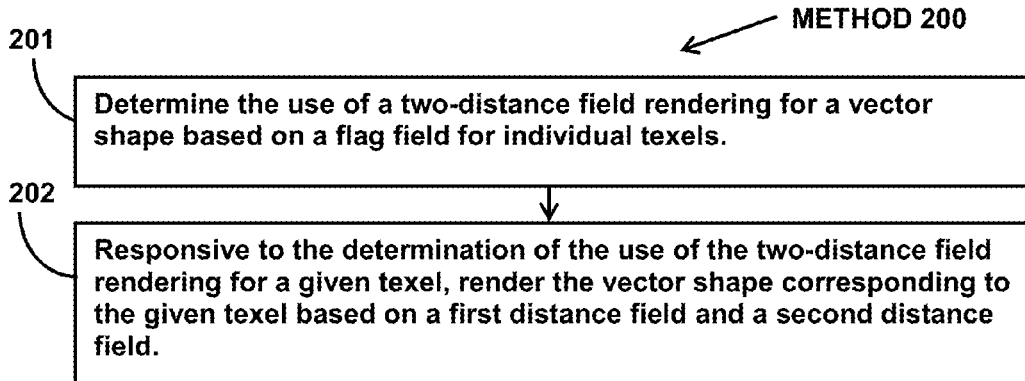 METHOD 200
201
Determine the use of a two-distance field rendering for a vector
shape based on a flag field for individual texels.
202
Responsive to the determination of the use of the two-distance field
rendering for a given texel, render the vector shape corresponding to
the given texel based on a first distance field and a second distance
field.